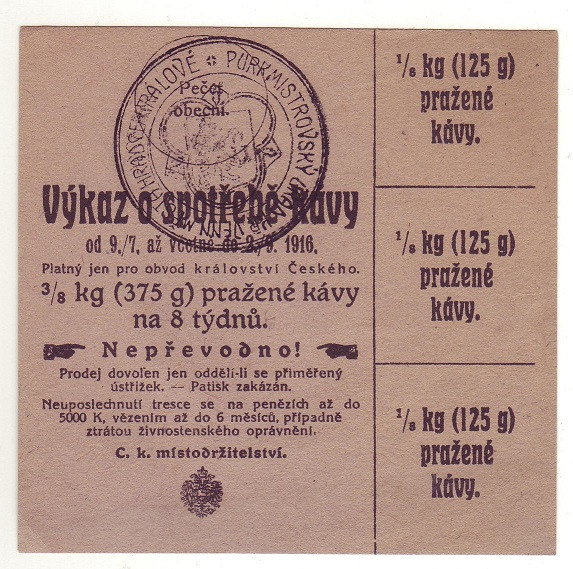 HRADCE KRÁLOVÉ * PURKMISTROVSKÝ
Pečeť
obecní.
Výkaz o spotřebě kávy
od 9./7. až včetně do 2./9. 1916.
Platný jen pro obvod království Českého.
3/8 kg (375 g) pražené kávy
na 8 týdnů.
Nepřevodno!
Prodej dovolen jen oddělí-li se přiměřený
ústřižek. — Patisk zakázán.
Neuposlechnutí tresce se na penězích až do
5000 K, vězením až do 6 měsíců, případně
ztrátou živnostenského oprávnění.
C. k. místodržitelství.
1/8 kg (125 g)
pražené
kávy.
1/8 kg (125 g)
pražené
kávy.
1/8 kg (125 g)
pražené
kávy.